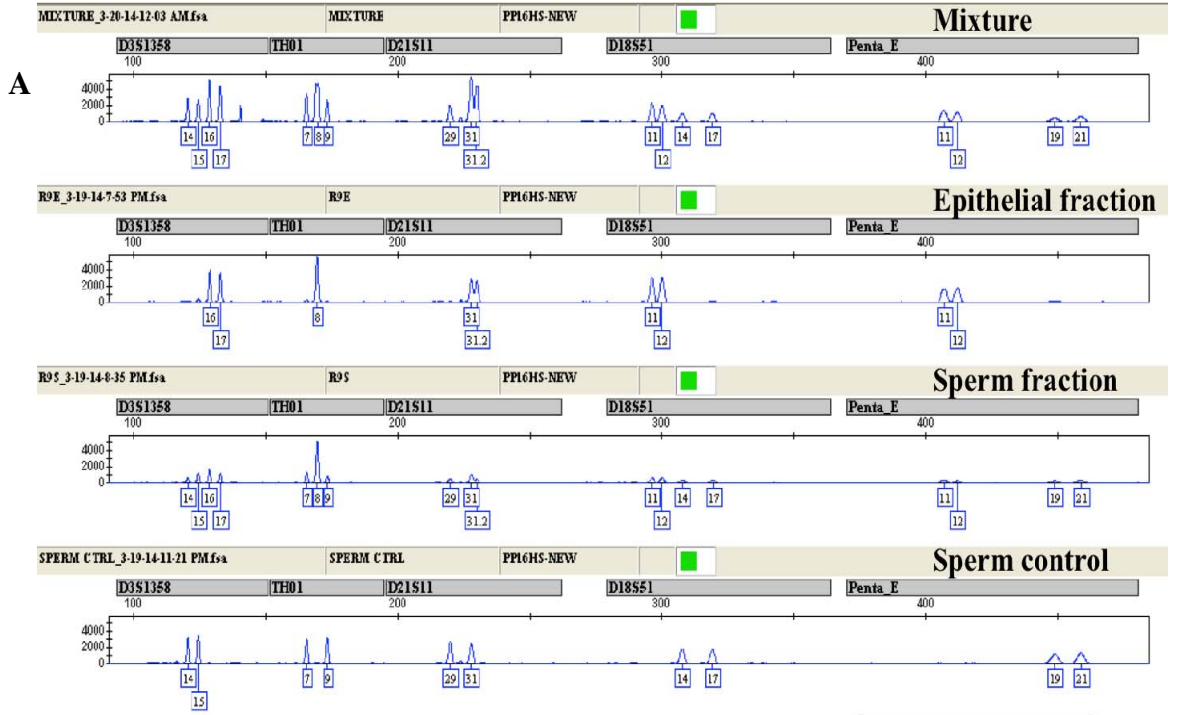 A
MIXTURE_3-20-14-12-03 AM.fsa MIXTURE PP16HS-NEW Mixture
D3S1358 TH01 D21S11 D18S51 Penta_E
100 200 300 400
4000
2000
0
14 16 7 8 9 29 31 11 14 17 11 19 21
15 17 31.2 12 12
R9E_3-19-14-7-53 PM.fsa R9E PP16HS-NEW Epithelial fraction
D3S1358 TH01 D21S11 D18S51 Penta_E
100 200 300 400
4000
2000
0
16 8 31 11 11
17 31.2 12 12
R9S_3-19-14-8-35 PM.fsa R9S PP16HS-NEW Sperm fraction
D3S1358 TH01 D21S11 D18S51 Penta_E
100 200 300 400
4000
2000
0
14 16 7 8 9 29 31 11 14 17 11 19 21
15 17 31.2 12 12
SPERM CTRL_3-19-14-11-21 PM.fsa SPERM CTRL PP16HS-NEW Sperm control
D3S1358 TH01 D21S11 D18S51 Penta_E
100 200 300 400
4000
2000
0
14 7 9 29 31 14 17 19 21
15